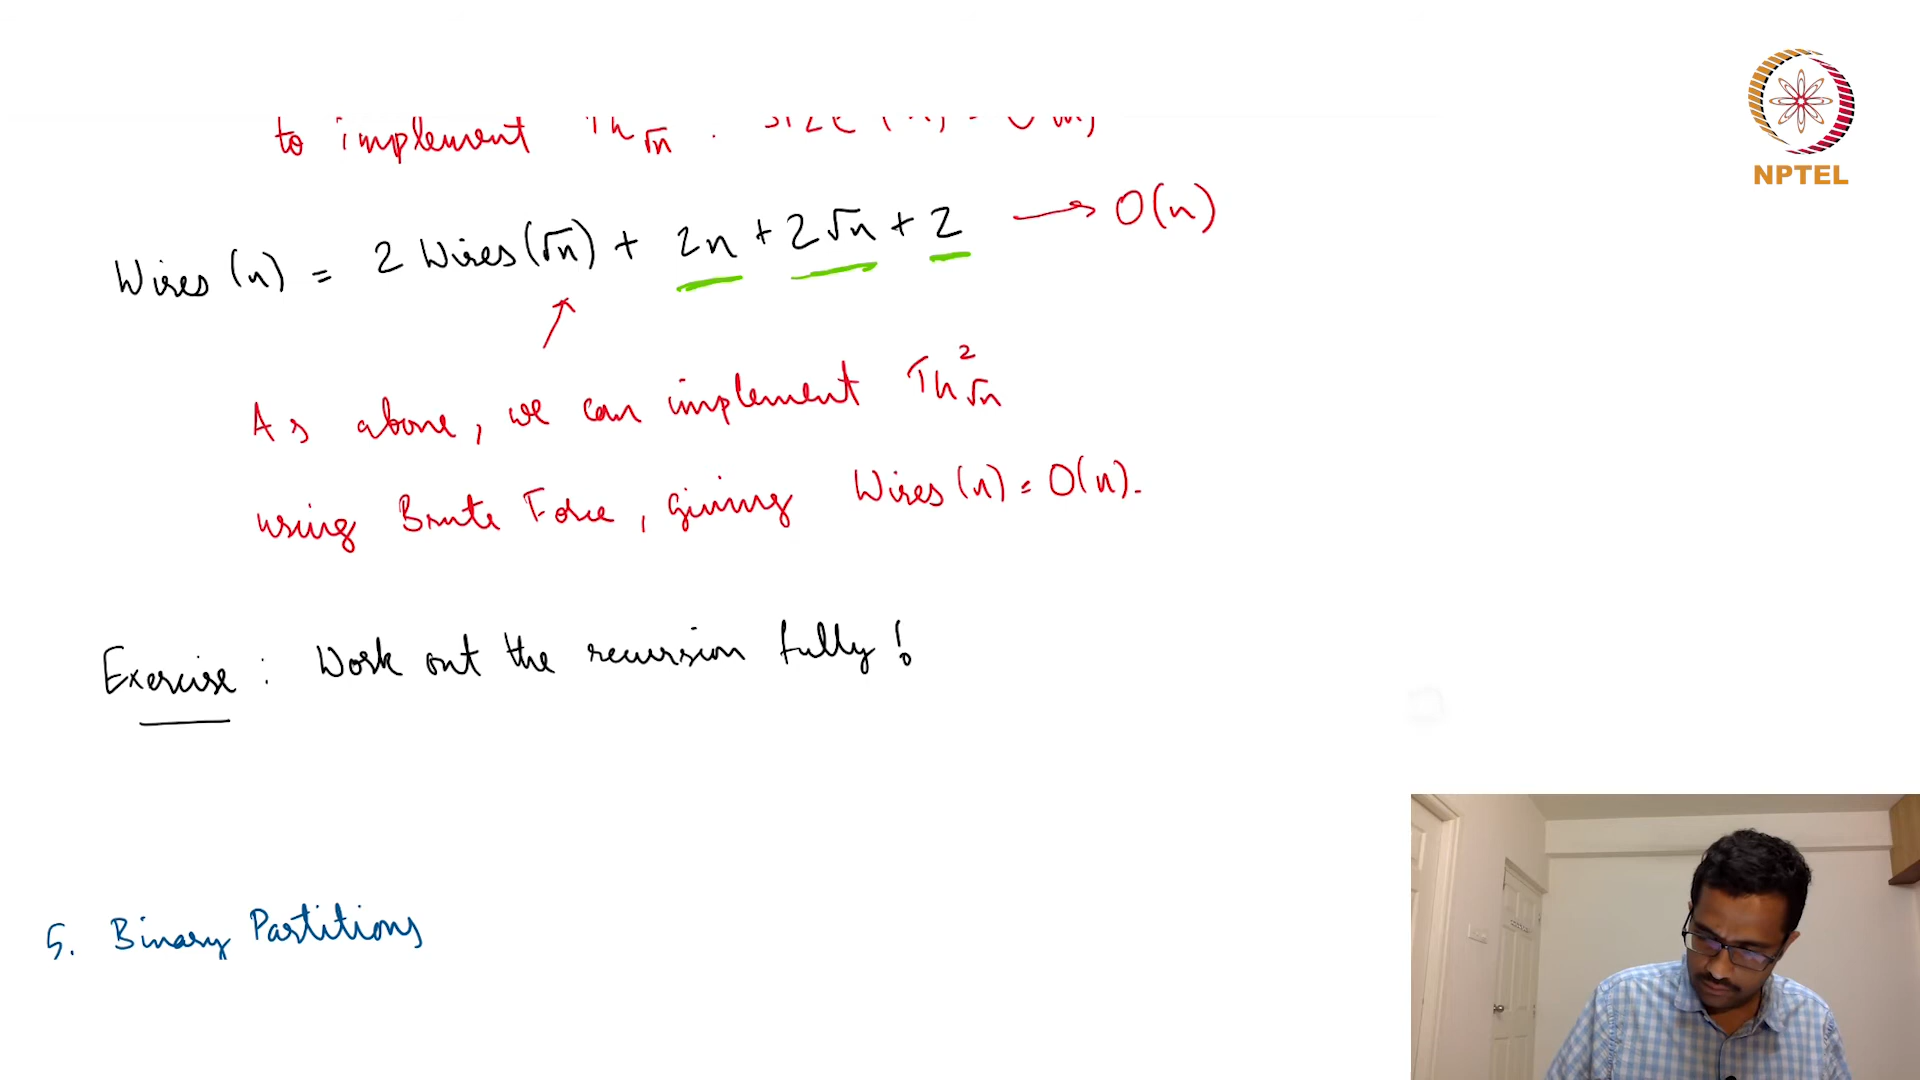 to implement Th√n .
NPTEL
Wires (n) = 2 Wires (√n) + 2n + 2√n + 2 → O(n)
As above, we can implement Th²√n
using Brute Force, giving Wires (n) = O(n).
Exercise : Work out the recursion fully !
5. Binary Partitions